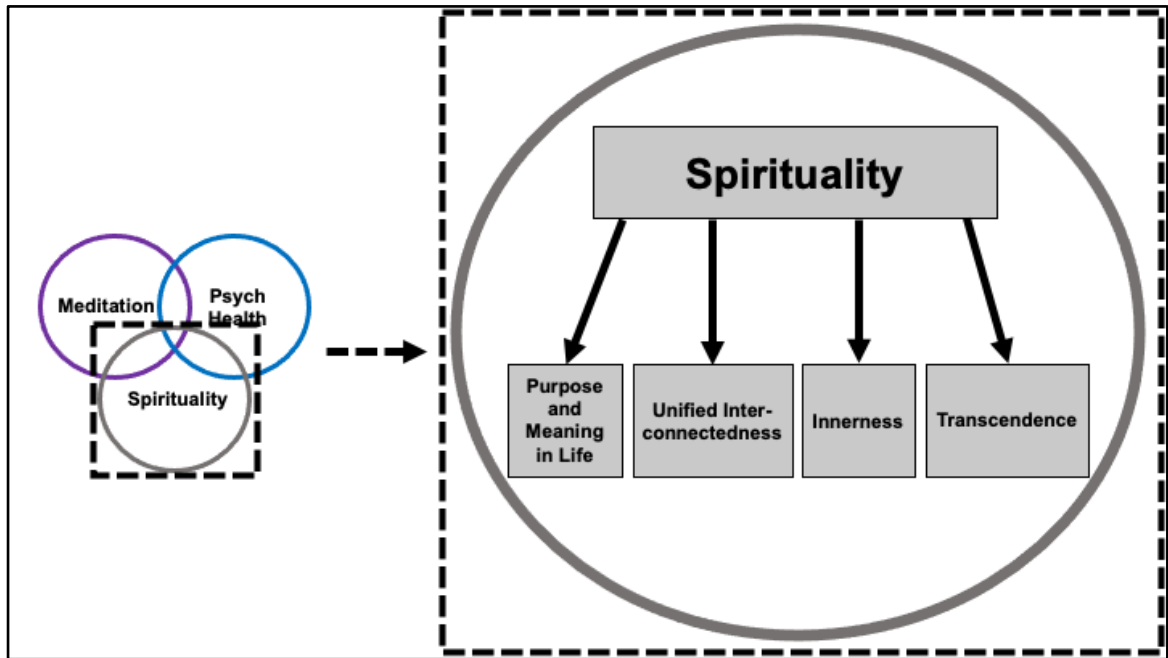 Meditation
Psych
Health
Spirituality
Spirituality
Purpose
and
Meaning
in Life
Unified Inter-
connectedness
Innerness
Transcendence